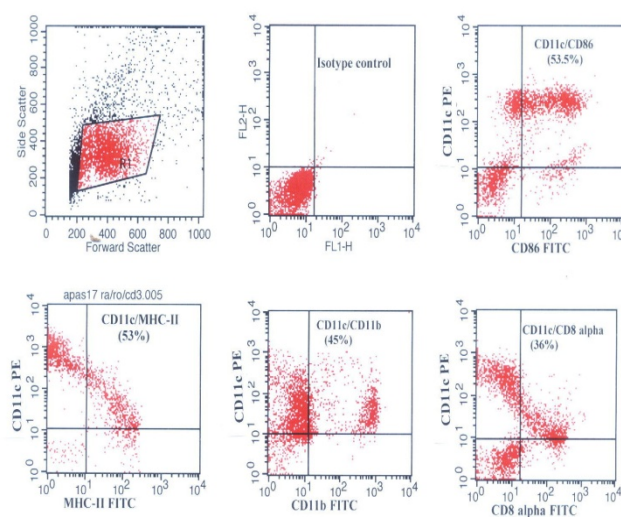 1000
800
600
400
200
0
Side Scatter
R1
0 200 400 600 800 1000
Forward Scatter
Isotype control
10^4
10^3
10^2
10^1
10^0
FL2-H
10^0 10^1 10^2 10^3 10^4
FL1-H
CD11c/CD86
(53.5%)
10^4
10^3
10^2
10^1
10^0
CD11c PE
10^0 10^1 10^2 10^3 10^4
CD86 FITC
apas17 ra/ro/cd3.005
CD11c/MHC-II
(53%)
10^4
10^3
10^2
10^1
10^0
CD11c PE
10^0 10^1 10^2 10^3 10^4
MHC-II FITC
CD11c/CD11b
(45%)
10^4
10^3
10^2
10^1
10^0
CD11c PE
10^0 10^1 10^2 10^3 10^4
CD11b FITC
CD11c/CD8 alpha
(36%)
10^4
10^3
10^2
10^1
10^0
CD11c PE
10^0 10^1 10^2 10^3 10^4
CD8 alpha FITC